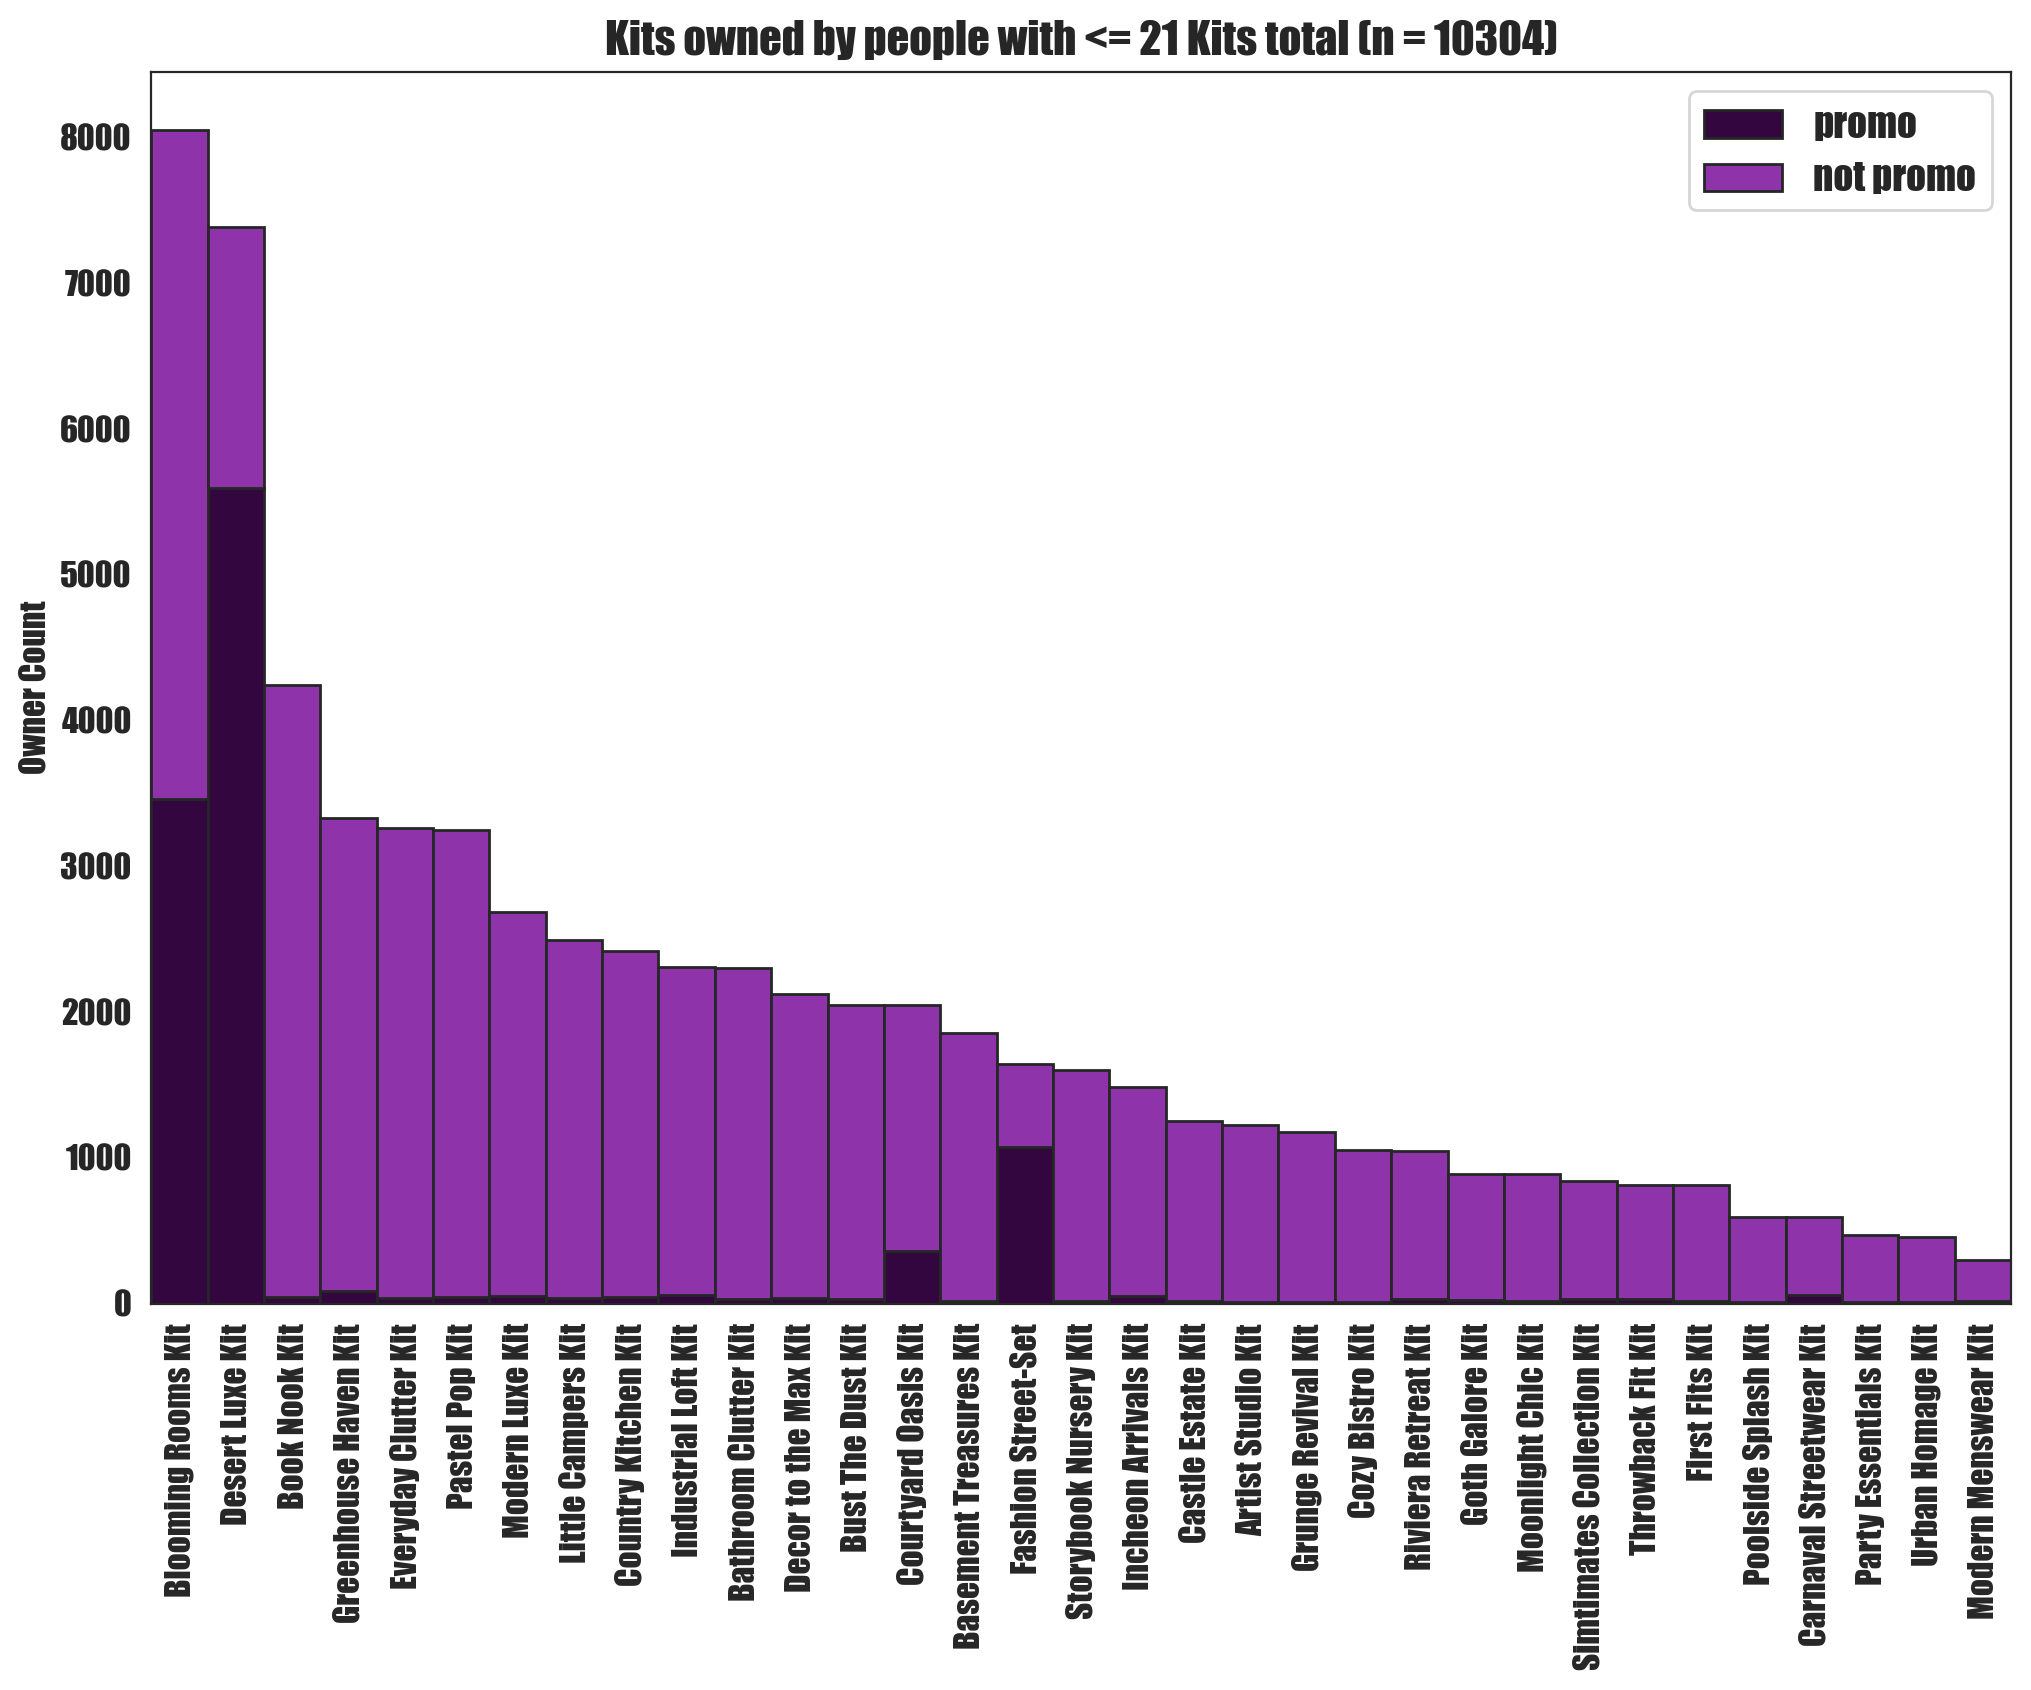 Kits owned by people with <= 21 Kits total (n = 10304)
promo
not promo
Owner Count
8000
7000
6000
5000
4000
3000
2000
1000
0
Blooming Rooms Kit
Desert Luxe Kit
Book Nook Kit
Greenhouse Haven Kit
Everyday Clutter Kit
Pastel Pop Kit
Modern Luxe Kit
Little Campers Kit
Country Kitchen Kit
Industrial Loft Kit
Bathroom Clutter Kit
Decor to the Max Kit
Bust The Dust Kit
Courtyard Oasis Kit
Basement Treasures Kit
Fashion Street-Set
Storybook Nursery Kit
Incheon Arrivals Kit
Castle Estate Kit
Artist Studio Kit
Grunge Revival Kit
Cozy Bistro Kit
Riviera Retreat Kit
Goth Galore Kit
Moonlight Chic Kit
Simtimates Collection Kit
Throwback Fit Kit
First Fits Kit
Poolside Splash Kit
Carnaval Streetwear Kit
Party Essentials Kit
Urban Homage Kit
Modern Menswear Kit